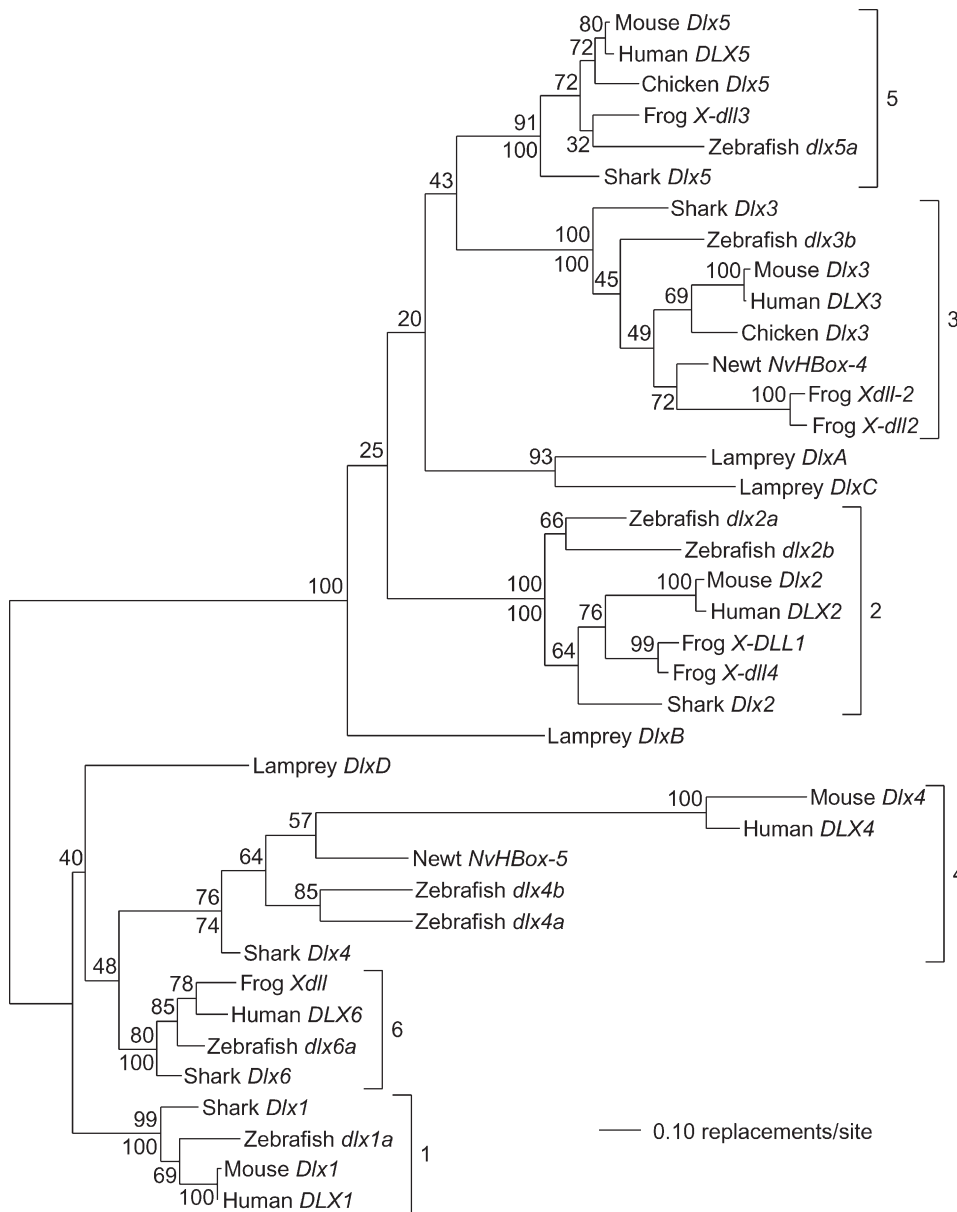 80 Mouse Dlx5
Human DLX5
72
Chicken Dlx5
72
Frog X-dll3
5
91
32
Zebrafish dlx5a
100
Shark Dlx5
43
Shark Dlx3
100
100
Zebrafish dlx3b
45
100 Mouse Dlx3
Human DLX3
69
3
20
49
Chicken Dlx3
Newt NvHBox-4
72
100 Frog Xdll-2
Frog X-dll2
25
93
Lamprey DlxA
Lamprey DlxC
66
Zebrafish dlx2a
Zebrafish dlx2b
100
100
100
100 Mouse Dlx2
Human DLX2
2
76
99 Frog X-DLL1
64
Frog X-dll4
Shark Dlx2
Lamprey DlxB
Lamprey DlxD
100
Mouse Dlx4
57
Human DLX4
40
64
Newt NvHBox-5
85
Zebrafish dlx4b
4
76
74
Zebrafish dlx4a
Shark Dlx4
48
78 Frog Xdll
85
Human DLX6
6
80
100
Zebrafish dlx6a
Shark Dlx6
99
100
Shark Dlx1
Zebrafish dlx1a
1
69
Mouse Dlx1
100 Human DLX1
0.10 replacements/site